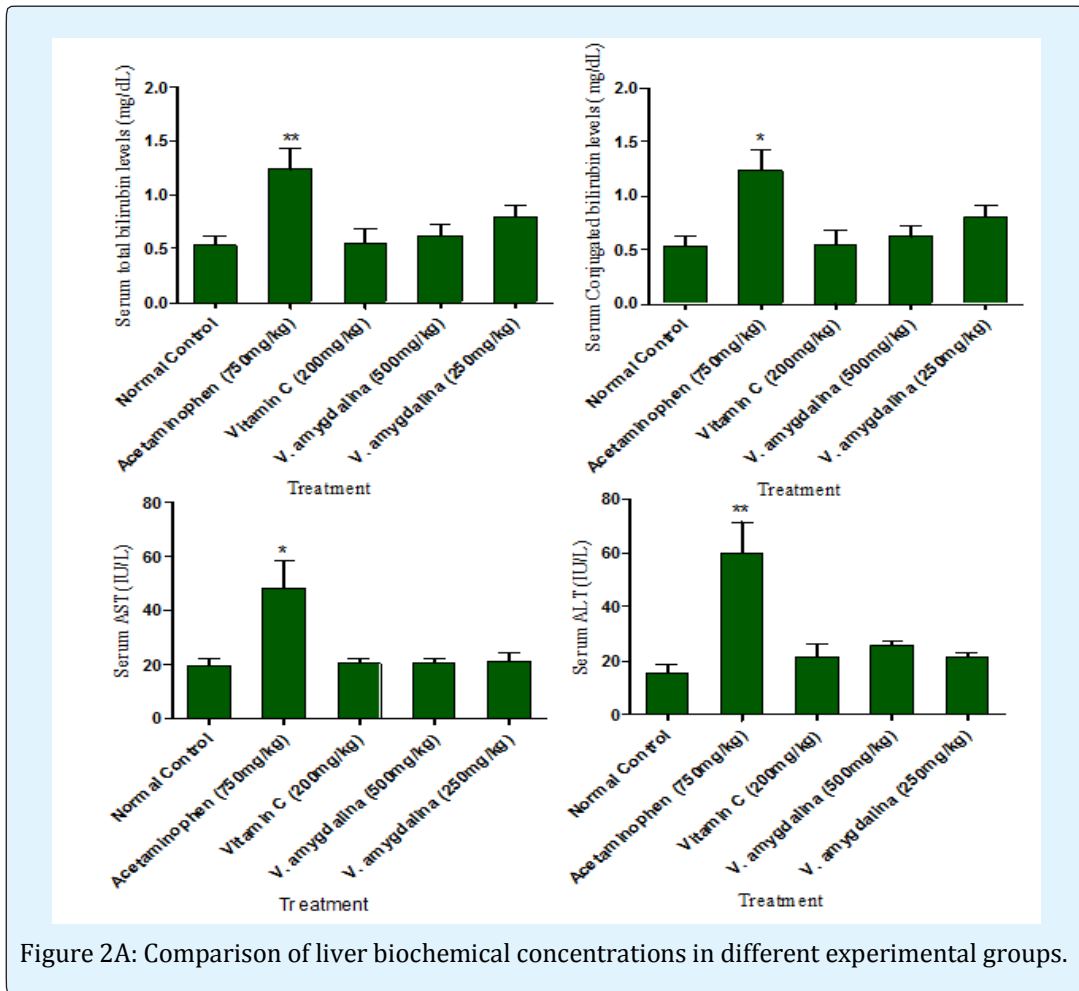 Serum total bilirubin levels (mg/dL)
2.0
1.5
1.0
0.5
0.0
**
Normal Control
Acetaminophen (750mg/kg)
Vitamin C (200mg/kg)
V. amygdalina (500mg/kg)
V. amygdalina (250mg/kg)
Treatment
Serum Conjugated bilirubin levels (mg/dL)
2.0
1.5
1.0
0.5
0.0
*
Normal Control
Acetaminophen (750mg/kg)
Vitamin C (200mg/kg)
V. amygdalina (500mg/kg)
V. amygdalina (250mg/kg)
Treatment
Serum AST (IU/L)
80
60
40
20
0
*
Normal Control
Acetaminophen (750mg/kg)
Vitamin C (200mg/kg)
V. amygdalina (500mg/kg)
V. amygdalina (250mg/kg)
Treatment
Serum ALT (IU/L)
80
60
40
20
0
**
Normal Control
Acetaminophen (750mg/kg)
Vitamin C (200mg/kg)
V. amygdalina (500mg/kg)
V. amygdalina (250mg/kg)
Treatment
Figure 2A: Comparison of liver biochemical concentrations in different experimental groups.